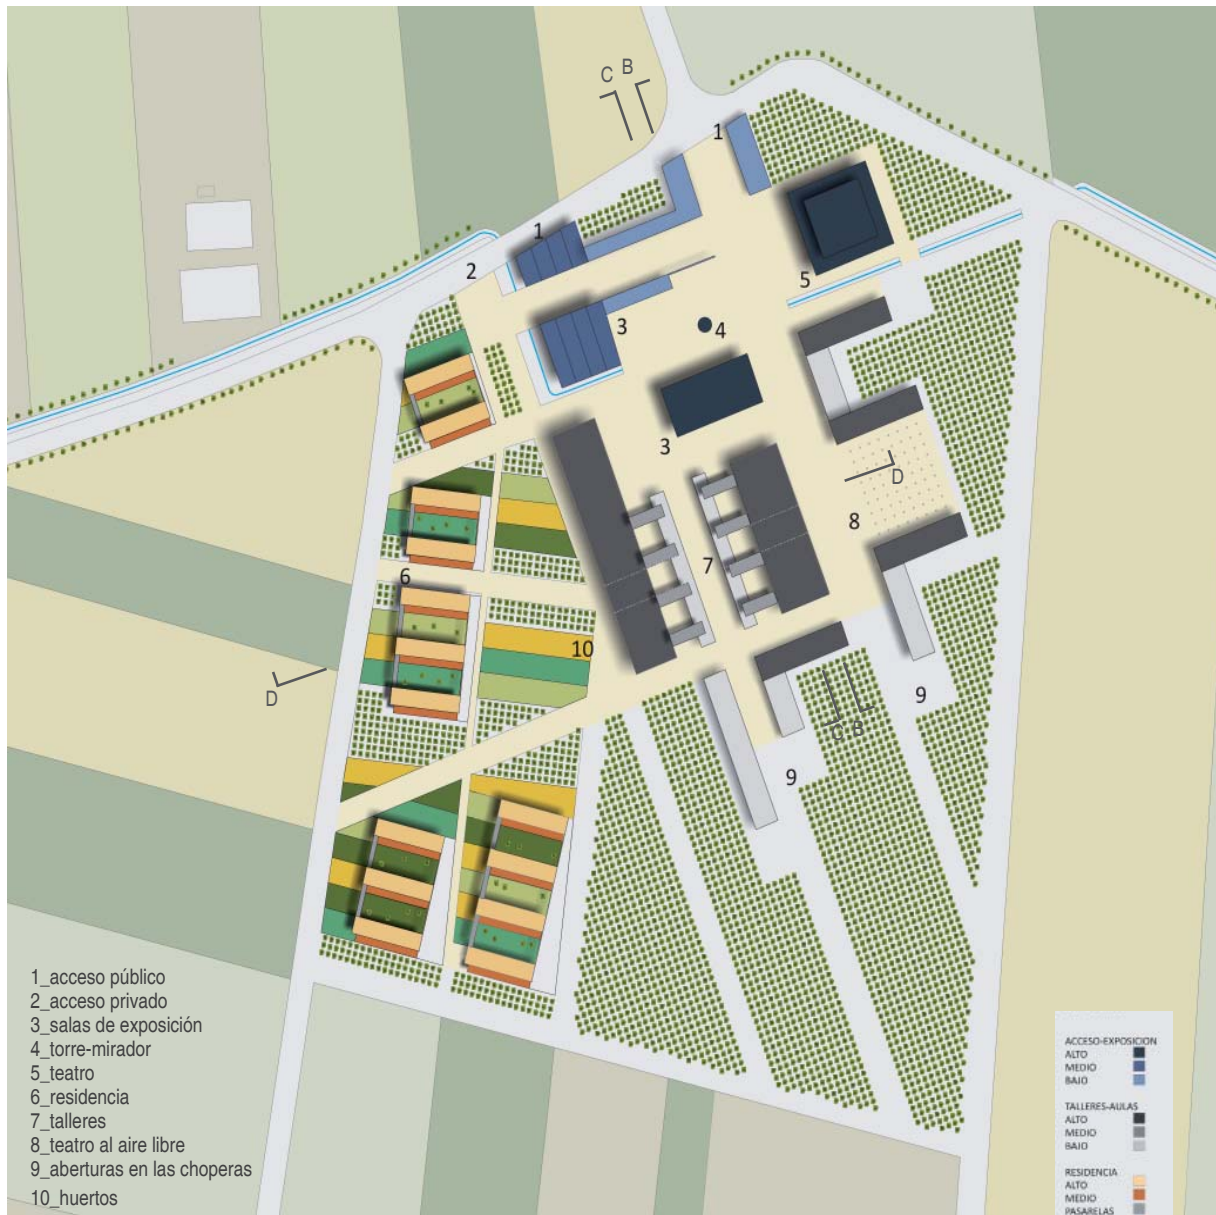 C B
1
1
2
5
3
4
3
D
8
6
7
10
D
9
C B
9
1_acceso público
2_acceso privado
3_salas de exposición
4_torre-mirador
5_teatro
6_residencia
7_talleres
8_teatro al aire libre
9_aberturas en las choperas
10_huertos
ACCESO-EXPOSICION
ALTO
MEDIO
BAJO
TALLERES-AULAS
ALTO
MEDIO
BAJO
RESIDENCIA
ALTO
MEDIO
PASARELAS